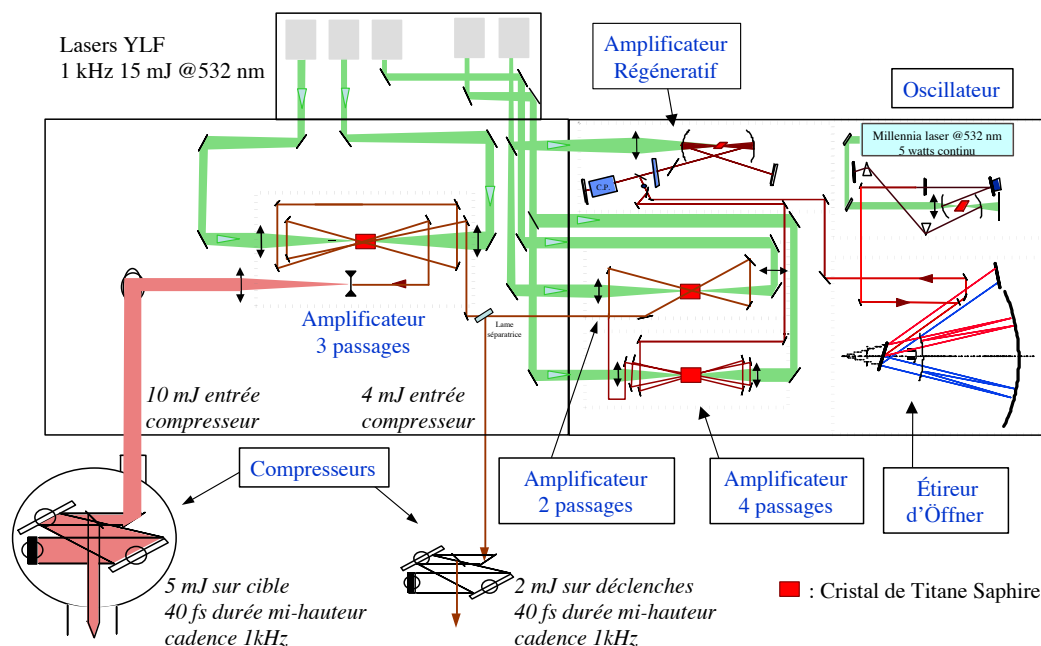 Lasers YLF
1 kHz 15 mJ @532 nm
Amplificateur
Régéneratif
Oscillateur
Millennia laser @532 nm
5 watts continu
C.P.
Amplificateur
3 passages
Lame
séparatrice
10 mJ entrée
compresseur
4 mJ entrée
compresseur
Compresseurs
Amplificateur
2 passages
Amplificateur
4 passages
Étireur
d'Öffner
5 mJ sur cible
40 fs durée mi-hauteur
cadence 1kHz
2 mJ sur déclenches
40 fs durée mi-hauteur
cadence 1kHz
: Cristal de Titane Saphire